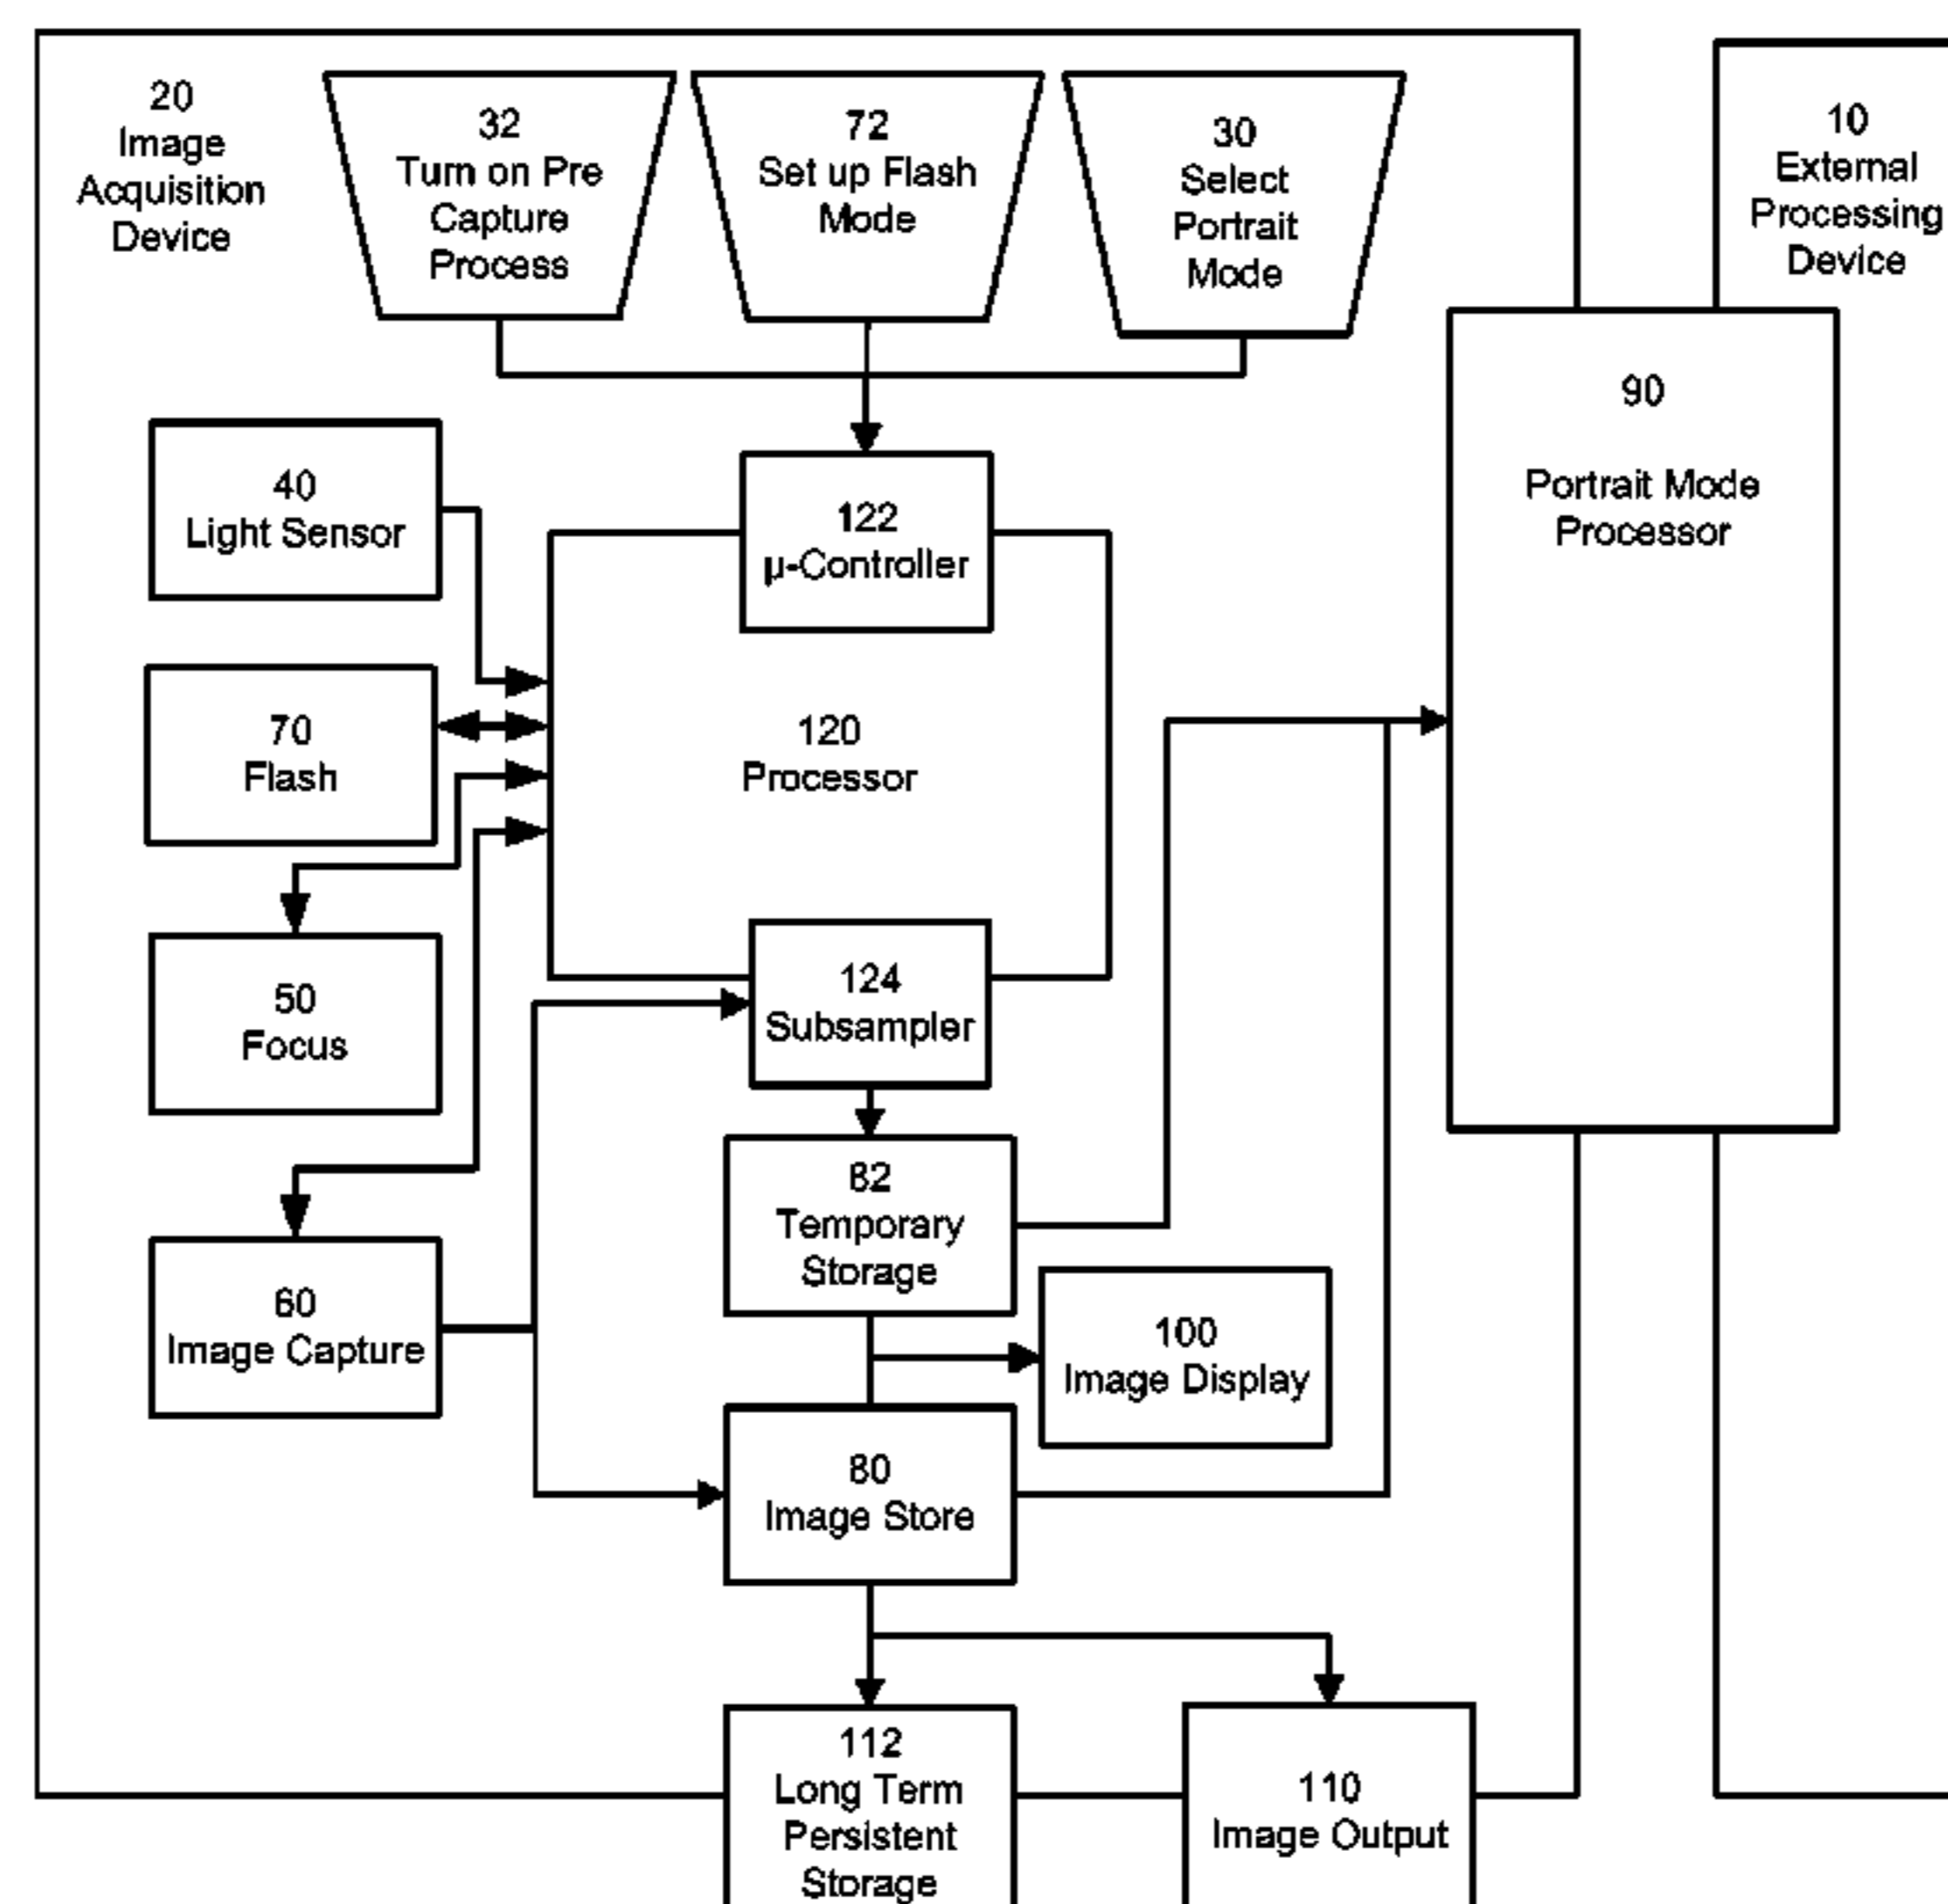 20
Image
Acquisition
Device
32
Turn on Pre
Capture
Process
72
Set up Flash
Mode
30
Select
Portrait
Mode
10
External
Processing
Device
90
Portrait Mode
Processor
40
Light Sensor
122
µ-Controller
70
Flash
120
Processor
50
Focus
124
Subsampler
82
Temporary
Storage
60
Image Capture
100
Image Display
80
Image Store
112
Long Term
Persistent
Storage
110
Image Output